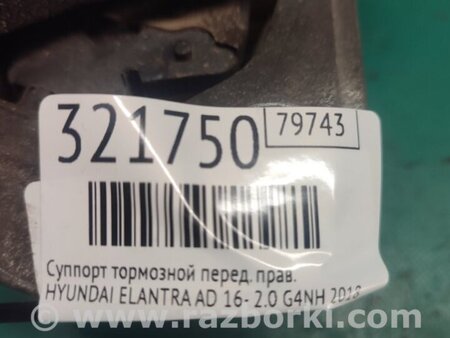 321750 79743
Суппорт тормозной перед. прав.
HYUNDAI ELANTRA AD 16- 2.0 G4NH 2018
www.razborki.com